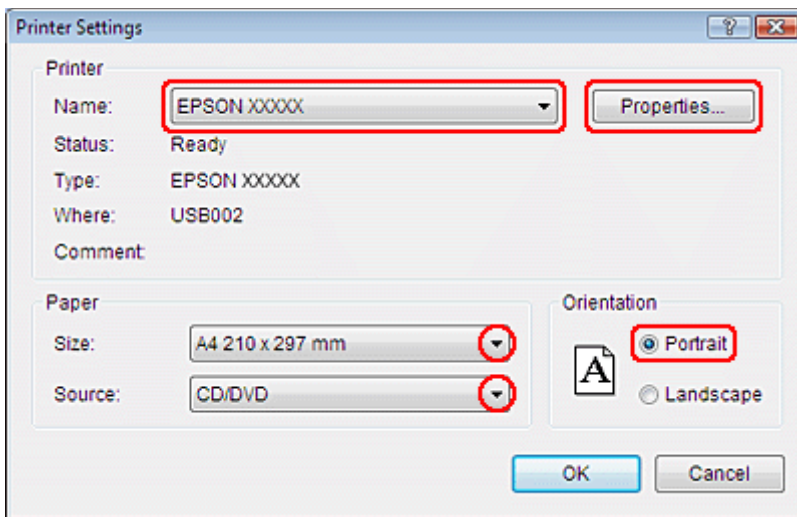 Printer Settings
Printer
Name: EPSON XXXXX Properties...
Status: Ready
Type: EPSON XXXXX
Where: USB002
Comment:
Paper
Size: A4 210 x 297 mm
Source: CD/DVD
Orientation
A
Portrait
Landscape
OK Cancel